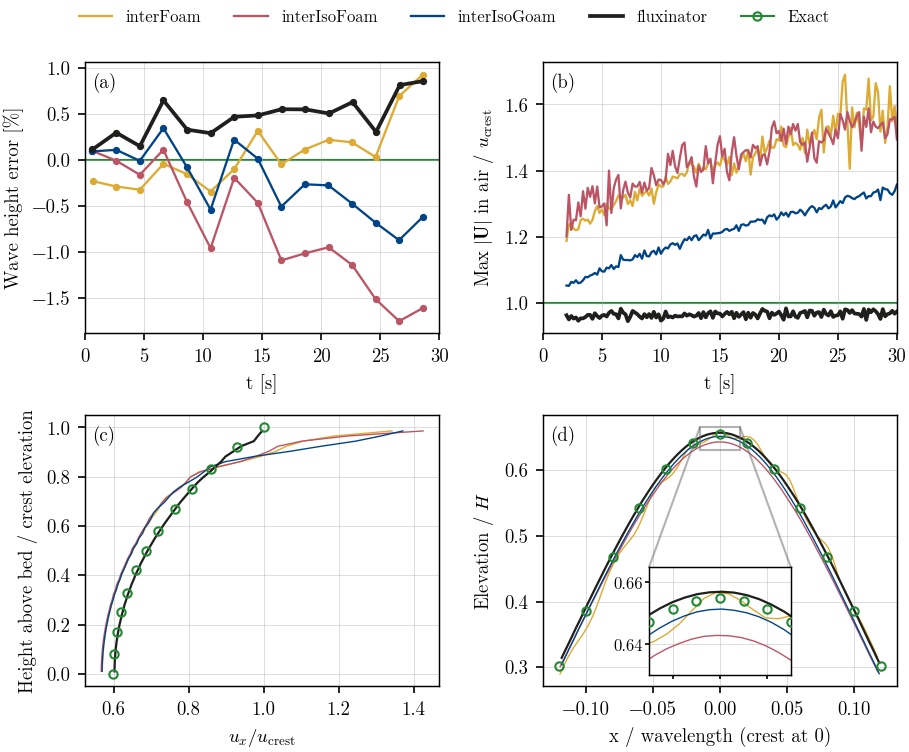 interFoam interIsoFoam interIsoGoam fluxinator Exact
(a)
Wave height error [%]
1.0
0.5
0.0
−0.5
−1.0
−1.5
0 5 10 15 20 25 30
t [s]
(b)
Max |U| in air / u_crest
1.6
1.4
1.2
1.0
0 5 10 15 20 25 30
t [s]
(c)
Height above bed / crest elevation
1.0
0.8
0.6
0.4
0.2
0.0
0.6 0.8 1.0 1.2 1.4
u_x/u_crest
(d)
Elevation / H
0.6
0.5
0.4
0.3
0.66
0.64
−0.10 −0.05 0.00 0.05 0.10
x / wavelength (crest at 0)